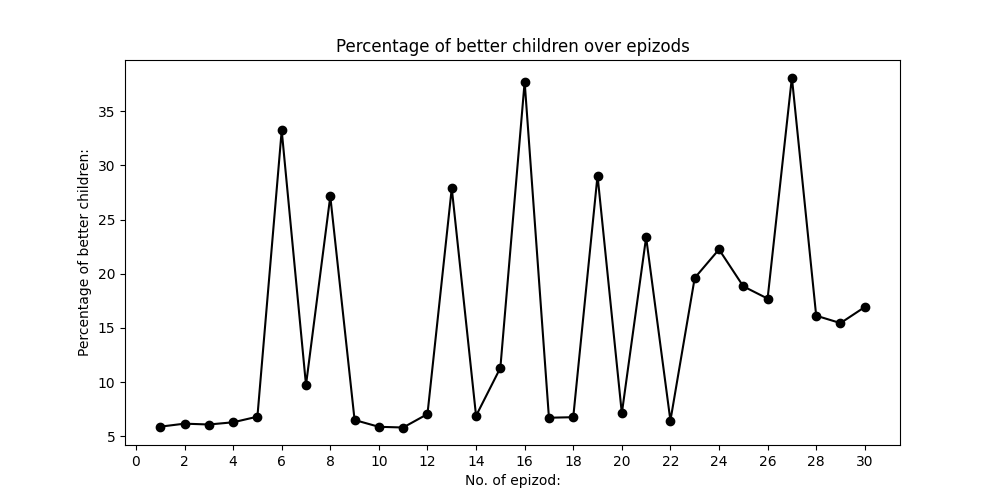 Percentage of better children over epizods
35
30
25
20
15
10
5
Percentage of better children:
0 2 4 6 8 10 12 14 16 18 20 22 24 26 28 30
No. of epizod: